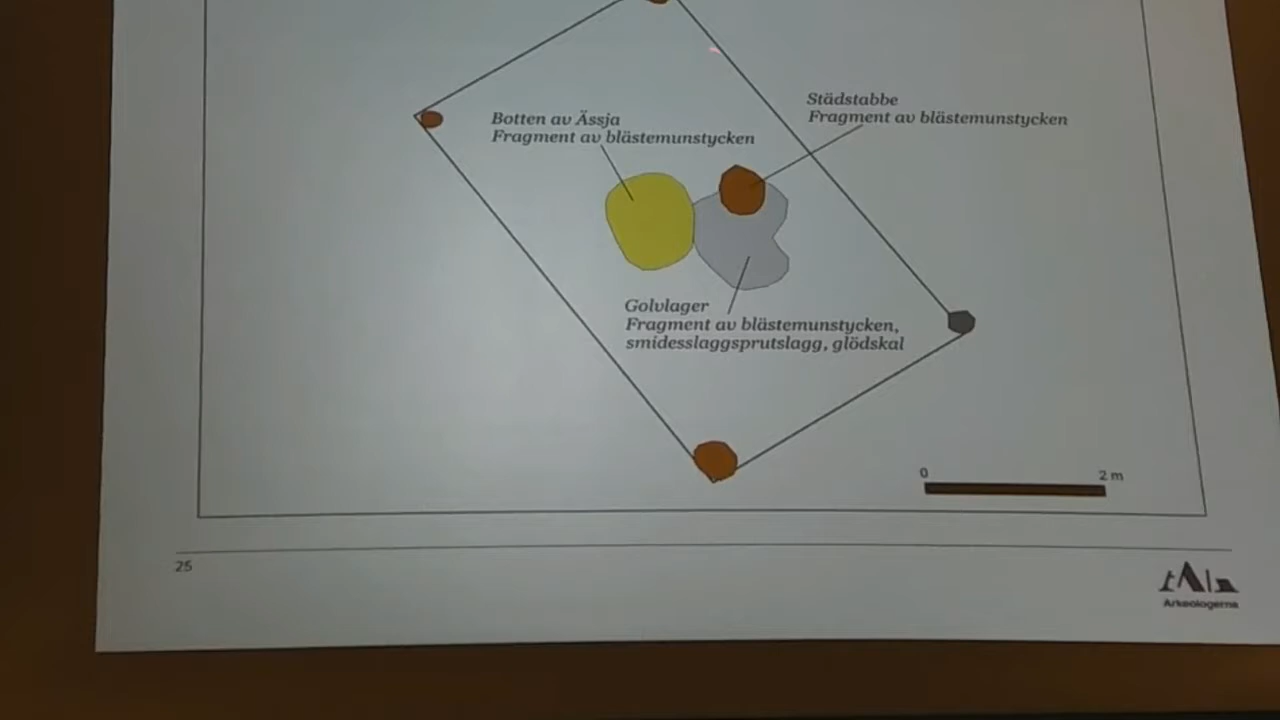 Städstabbe
Fragment av blästemunstycken
Botten av Ässja
Fragment av blästemunstycken
Golvlager
Fragment av blästemunstycken,
smidesslaggsprutslagg, glödskal
0 2 m
25
Arkeologerna